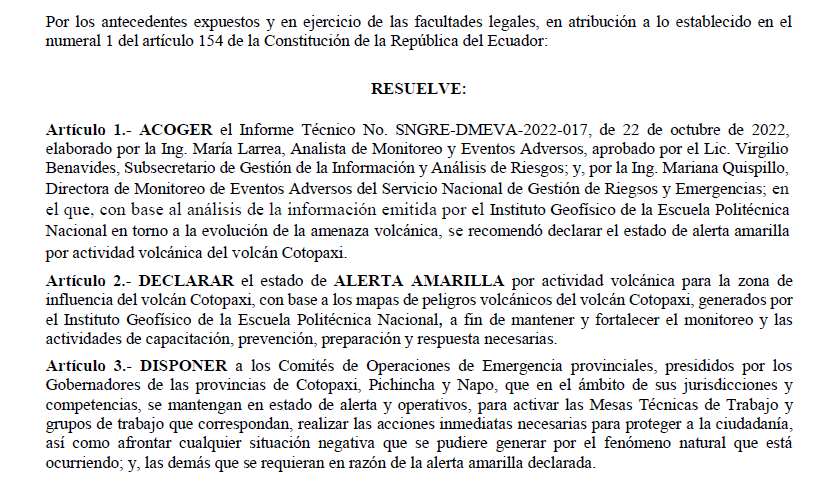 Por los antecedentes expuestos y en ejercicio de las facultades legales, en atribución a lo establecido en el
numeral 1 del artículo 154 de la Constitución de la República del Ecuador:
RESUELVE:
Artículo 1.- ACOGER el Informe Técnico No. SNGRE-DMEVA-2022-017, de 22 de octubre de 2022,
elaborado por la Ing. María Larrea, Analista de Monitoreo y Eventos Adversos, aprobado por el Lic. Virgilio
Benavides, Subsecretario de Gestión de la Información y Análisis de Riesgos; y, por la Ing. Mariana Quispillo,
Directora de Monitoreo de Eventos Adversos del Servicio Nacional de Gestión de Riegsos y Emergencias; en
el que, con base al análisis de la información emitida por el Instituto Geofísico de la Escuela Politécnica
Nacional en torno a la evolución de la amenaza volcánica, se recomendó declarar el estado de alerta amarilla
por actividad volcánica del volcán Cotopaxi.
Artículo 2.- DECLARAR el estado de ALERTA AMARILLA por actividad volcánica para la zona de
influencia del volcán Cotopaxi, con base a los mapas de peligros volcánicos del volcán Cotopaxi, generados por
el Instituto Geofísico de la Escuela Politécnica Nacional, a fin de mantener y fortalecer el monitoreo y las
actividades de capacitación, prevención, preparación y respuesta necesarias.
Artículo 3.- DISPONER a los Comités de Operaciones de Emergencia provinciales, presididos por los
Gobernadores de las provincias de Cotopaxi, Pichincha y Napo, que en el ámbito de sus jurisdicciones y
competencias, se mantengan en estado de alerta y operativos, para activar las Mesas Técnicas de Trabajo y
grupos de trabajo que correspondan, realizar las acciones inmediatas necesarias para proteger a la ciudadanía,
así como afrontar cualquier situación negativa que se pudiere generar por el fenómeno natural que está
ocurriendo; y, las demás que se requieran en razón de la alerta amarilla declarada.